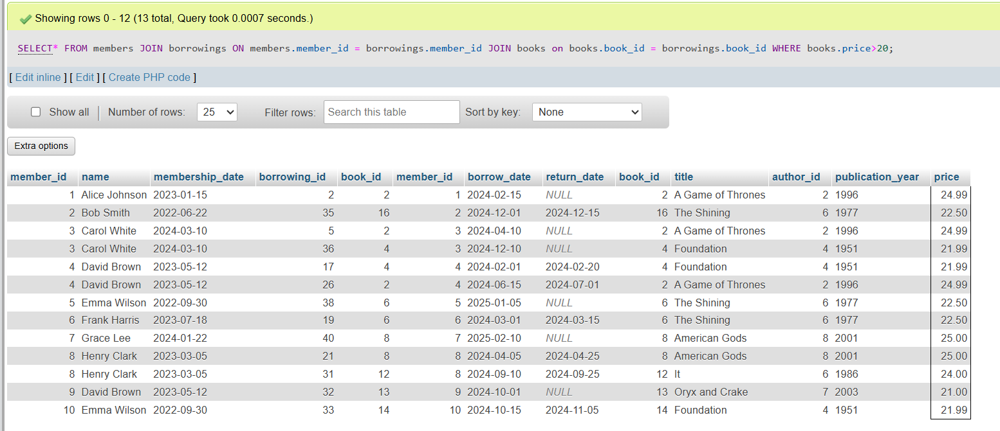 Showing rows 0 - 12 (13 total, Query took 0.0007 seconds.)
SELECT* FROM members JOIN borrowings ON members.member_id = borrowings.member_id JOIN books on books.book_id = borrowings.book_id WHERE books.price>20;
[ Edit inline ] [ Edit ] [ Create PHP code ]
Show all Number of rows: 25 Filter rows: Search this table Sort by key: None
Extra options
member_id name membership_date borrowing_id book_id member_id borrow_date return_date book_id title author_id publication_year price
1 Alice Johnson 2023-01-15 2 2 1 2024-02-15 NULL 2 A Game of Thrones 2 1996 24.99
2 Bob Smith 2022-06-22 35 16 2 2024-12-01 2024-12-15 16 The Shining 6 1977 22.50
3 Carol White 2024-03-10 5 2 3 2024-04-10 NULL 2 A Game of Thrones 2 1996 24.99
3 Carol White 2024-03-10 36 4 3 2024-12-10 NULL 4 Foundation 4 1951 21.99
4 David Brown 2023-05-12 17 4 4 2024-02-01 2024-02-20 4 Foundation 4 1951 21.99
4 David Brown 2023-05-12 26 2 4 2024-06-15 2024-07-01 2 A Game of Thrones 2 1996 24.99
5 Emma Wilson 2022-09-30 38 6 5 2025-01-05 NULL 6 The Shining 6 1977 22.50
6 Frank Harris 2023-07-18 19 6 6 2024-03-01 2024-03-15 6 The Shining 6 1977 22.50
7 Grace Lee 2024-01-22 40 8 7 2025-02-10 NULL 8 American Gods 8 2001 25.00
8 Henry Clark 2023-03-05 21 8 8 2024-04-05 2024-04-25 8 American Gods 8 2001 25.00
8 Henry Clark 2023-03-05 31 12 8 2024-09-10 2024-09-25 12 It 6 1986 24.00
9 David Brown 2023-05-12 32 13 9 2024-10-01 NULL 13 Oryx and Crake 7 2003 21.00
10 Emma Wilson 2022-09-30 33 14 10 2024-10-15 2024-11-05 14 Foundation 4 1951 21.99